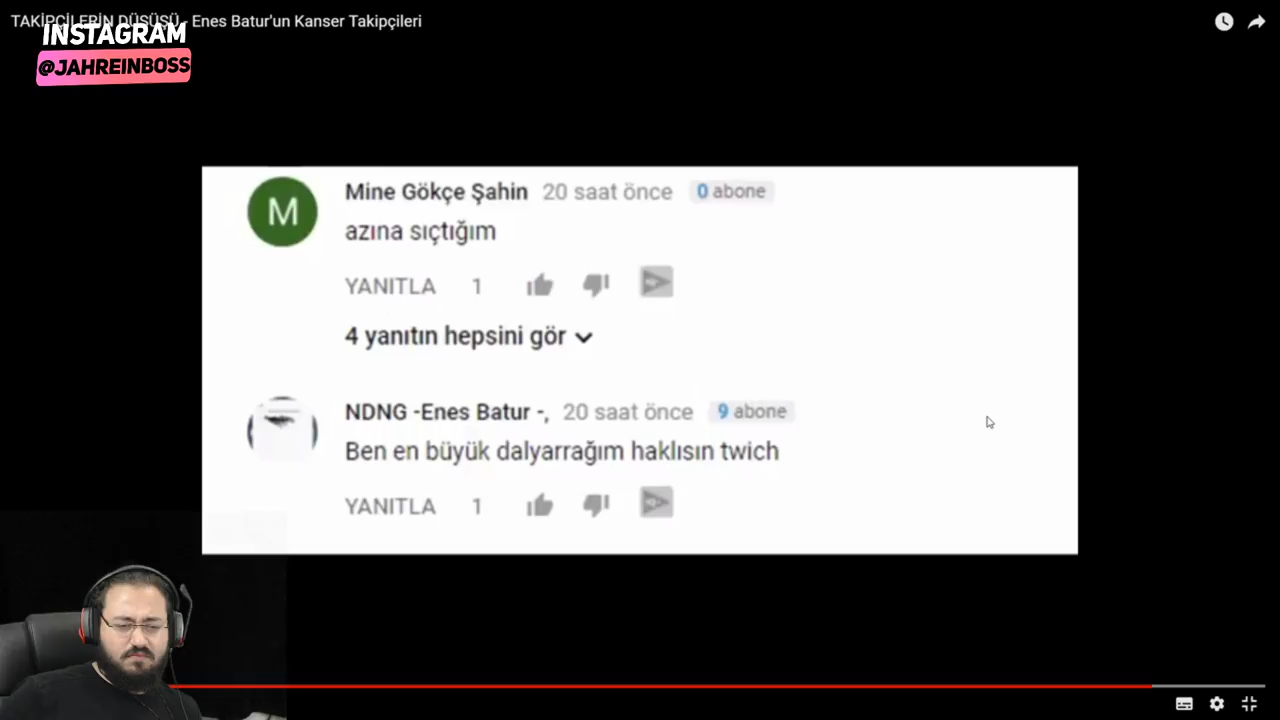 TAKİPÇİLERİN DÜŞÜŞÜ - Enes Batur'un Kanser Takipçileri
INSTAGRAM
@JAHREINBOSS
M
Mine Gökçe Şahin 20 saat önce 0 abone
azına sıçtığım
YANITLA 1
4 yanıtın hepsini gör
NDNG -Enes Batur -, 20 saat önce 9 abone
Ben en büyük dalyarrağım haklısın twich
YANITLA 1